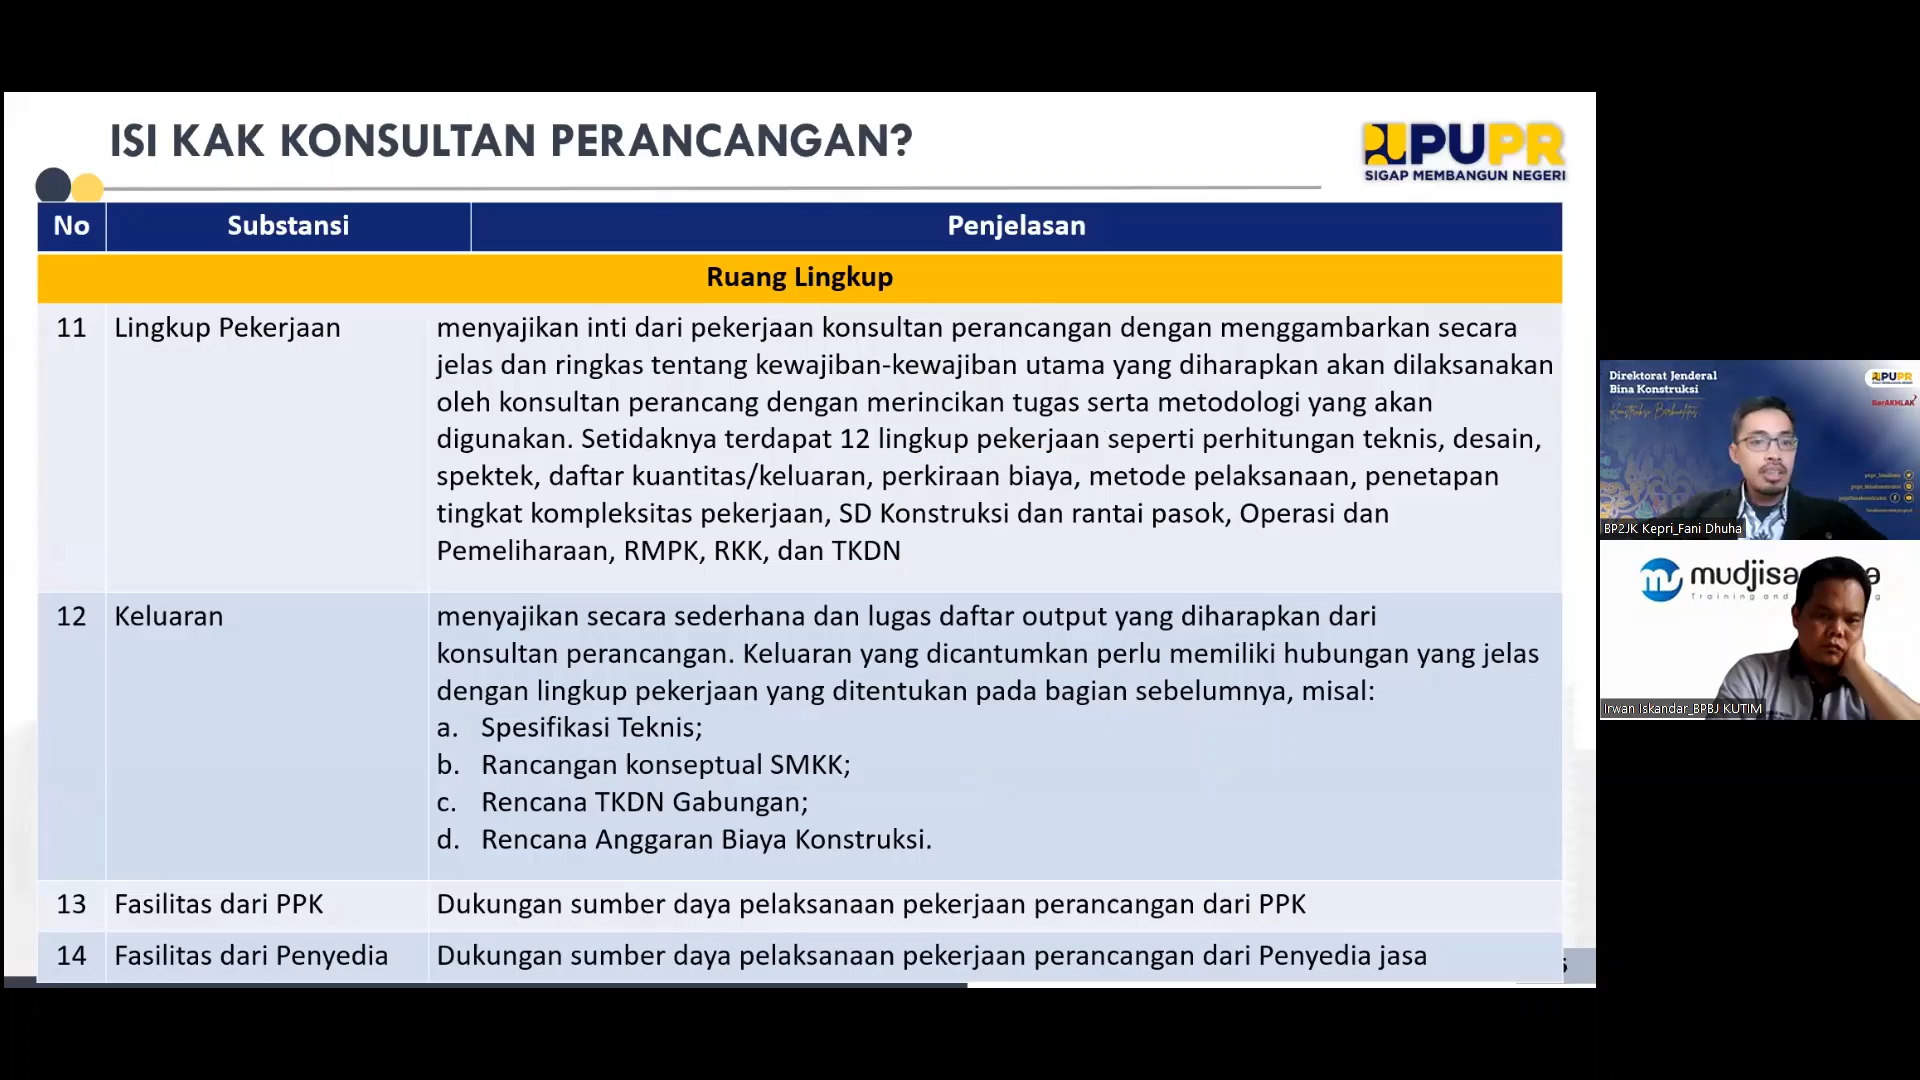 ISI KAK KONSULTAN PERANCANGAN?
PUPR
SIGAP MEMBANGUN NEGERI
No Substansi Penjelasan
Ruang Lingkup
11 Lingkup Pekerjaan menyajikan inti dari pekerjaan konsultan perancangan dengan menggambarkan secara
jelas dan ringkas tentang kewajiban-kewajiban utama yang diharapkan akan dilaksanakan
oleh konsultan perancang dengan merincikan tugas serta metodologi yang akan
digunakan. Setidaknya terdapat 12 lingkup pekerjaan seperti perhitungan teknis, desain,
spektek, daftar kuantitas/keluaran, perkiraan biaya, metode pelaksanaan, penetapan
tingkat kompleksitas pekerjaan, SD Konstruksi dan rantai pasok, Operasi dan
Pemeliharaan, RMPK, RKK, dan TKDN
12 Keluaran menyajikan secara sederhana dan lugas daftar output yang diharapkan dari
konsultan perancangan. Keluaran yang dicantumkan perlu memiliki hubungan yang jelas
dengan lingkup pekerjaan yang ditentukan pada bagian sebelumnya, misal:
a. Spesifikasi Teknis;
b. Rancangan konseptual SMKK;
c. Rencana TKDN Gabungan;
d. Rencana Anggaran Biaya Konstruksi.
13 Fasilitas dari PPK Dukungan sumber daya pelaksanaan pekerjaan perancangan dari PPK
14 Fasilitas dari Penyedia Dukungan sumber daya pelaksanaan pekerjaan perancangan dari Penyedia jasa
Direktorat Jenderal
Bina Konstruksi
PUPR
BerAKHLAK
BP2JK Kepri_Fani Dhuha
Training and
Irwan Iskandar_BPBJ KUTIM